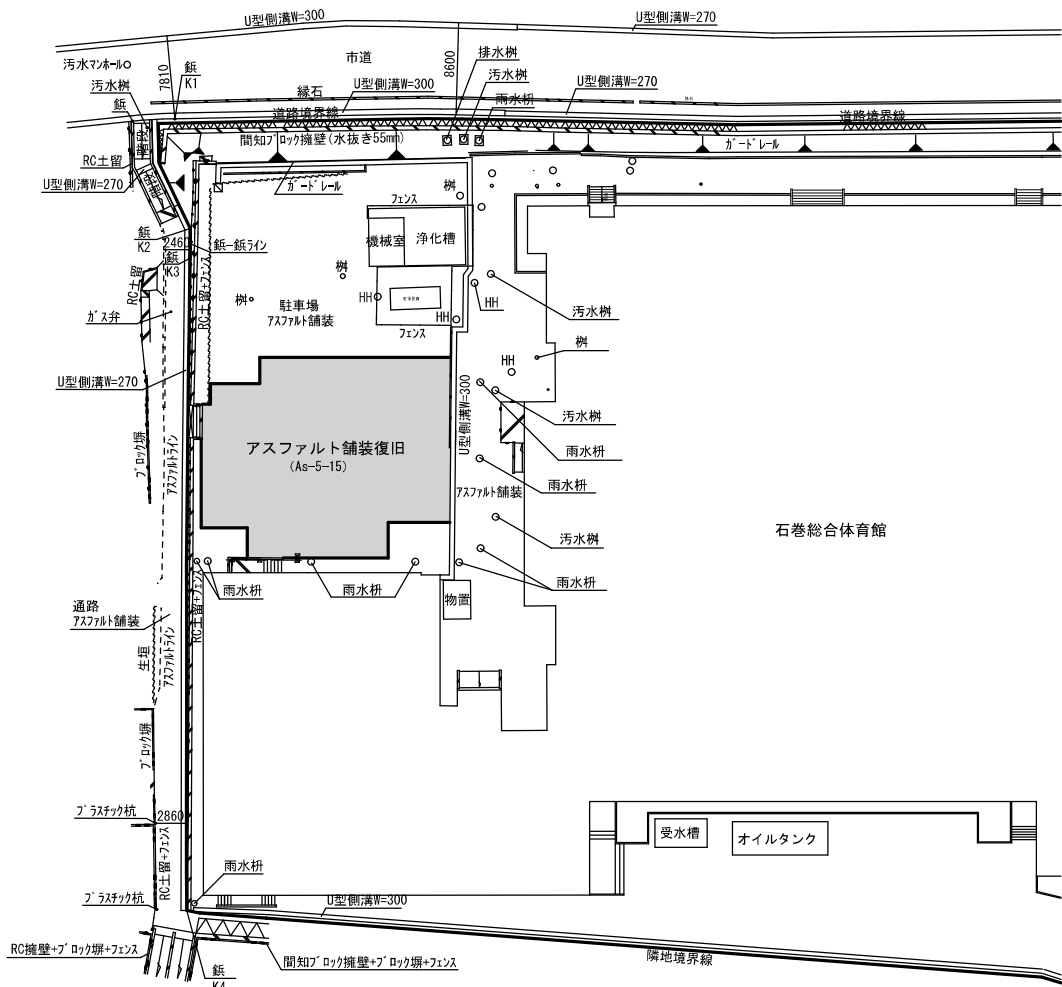 U型側溝W=300
U型側溝W=270
市道
汚水マンホール
7810
8600
鋲
K1
排水桝
汚水桝
汚水桝
U型側溝W=300
U型側溝W=270
縁石
雨水枡
鋲
道路境界線
道路境界線
間知ブロック擁壁(水抜き55mm)
ガードレール
階段
RC土留
U型側溝W=270
ガードレール
桝
フェンス
鋲
K2
2460
鋲-鋲ライン
鋲
K3
機械室
浄化槽
RC土留
RC土留+フェンス
桝
桝
HH
HH
汚水桝
ガス弁
駐車場
アスファルト舗装
HH
フェンス
桝
HH
U型側溝W=270
U型側溝W=300
汚水桝
アスファルト舗装復旧
(As-5-15)
雨水枡
ブロック塀
アスファルトライン
アスファルト舗装
雨水枡
石巻総合体育館
汚水桝
雨水枡
雨水枡
雨水枡
物置
RC土留+フェンス
通路
アスファルト舗装
生垣
アスファルトライン
ブロック塀
プラスチック杭
2860
受水槽
オイルタンク
RC土留+フェンス
雨水枡
プラスチック杭
U型側溝W=300
RC擁壁+ブロック塀+フェンス
間知ブロック擁壁+ブロック塀+フェンス
隣地境界線
鋲
K4